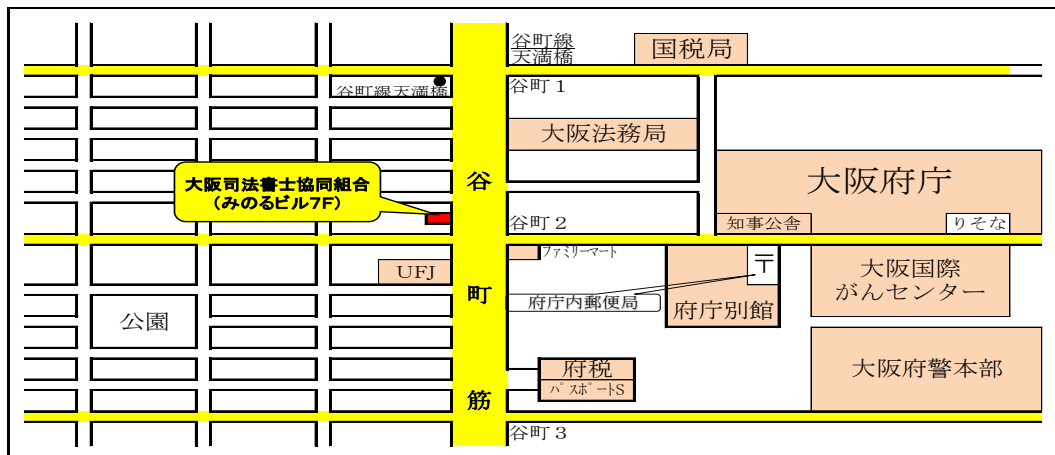 谷町線
天満橋
国税局
谷町線天満橋
谷町1
大阪法務局
大阪司法書士協同組合
(みのるビル7F)
谷町筋
大阪府庁
谷町2
知事公舎
りそな
ファミリーマート
UFJ
〒
大阪国際
がんセンター
府庁内郵便局
府庁別館
公園
府税
パスポートS
大阪府警本部
谷町3